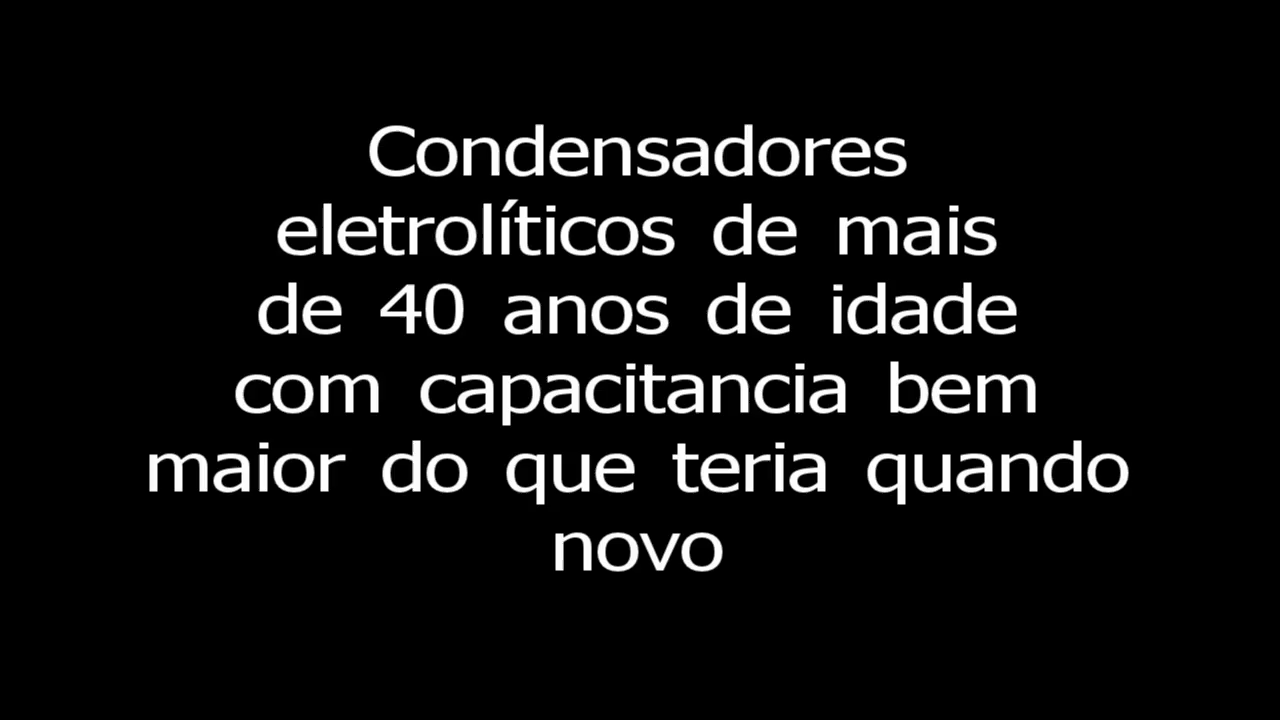 Condensadores
eletrolíticos de mais
de 40 anos de idade
com capacitancia bem
maior do que teria quando
novo